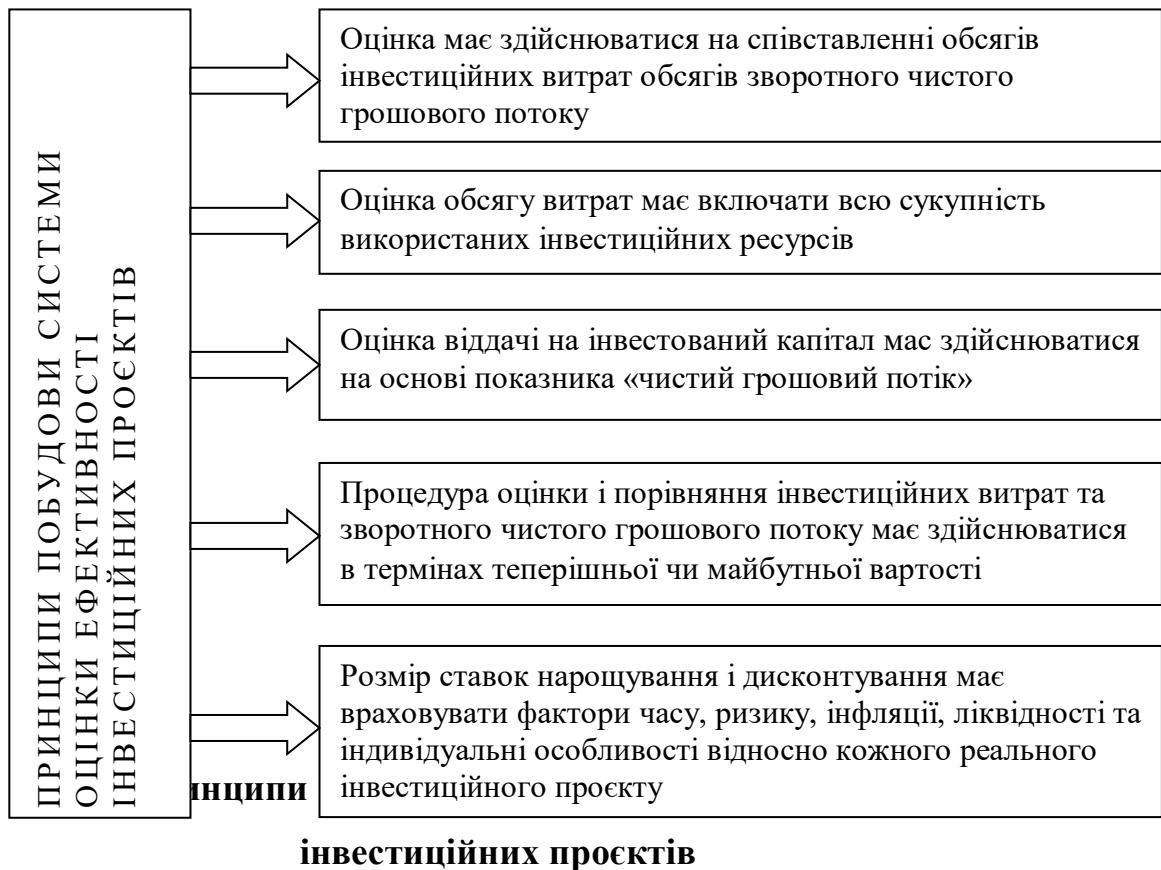 ПРИНЦИПИ ПОБУДОВИ СИСТЕМИ
ОЦІНКИ ЕФЕКТИВНОСТІ
ІНВЕСТИЦІЙНИХ ПРОЄКТІВ
Оцінка має здійснюватися на співставленні обсягів
інвестиційних витрат обсягів зворотного чистого
грошового потоку
Оцінка обсягу витрат має включати всю сукупність
використаних інвестиційних ресурсів
Оцінка віддачі на інвестований капітал мас здійснюватися
на основі показника «чистий грошовий потік»
Процедура оцінки і порівняння інвестиційних витрат та
зворотного чистого грошового потоку має здійснюватися
в термінах теперішньої чи майбутньої вартості
Розмір ставок нарощування і дисконтування має
враховувати фактори часу, ризику, інфляції, ліквідності та
індивідуальні особливості відносно кожного реального
інвестиційного проєкту
инципи
інвестиційних проєктів